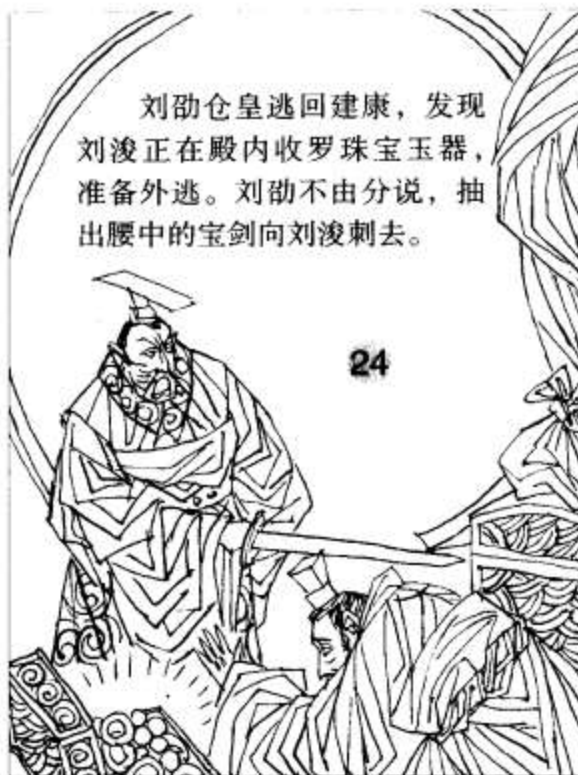 刘劭仓皇逃回建康，发现
刘浚正在殿内收罗珠宝玉器，
准备外逃。刘劭不由分说，抽
出腰中的宝剑向刘浚刺去。
24